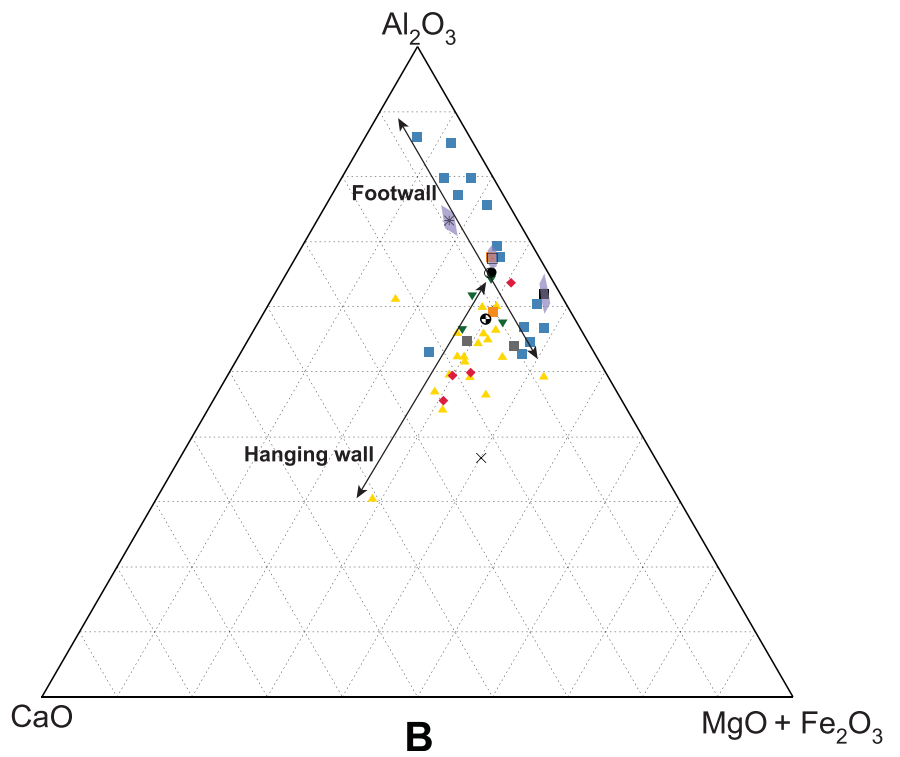 Al₂O₃
Footwall
Hanging wall
CaO
MgO + Fe₂O₃
B